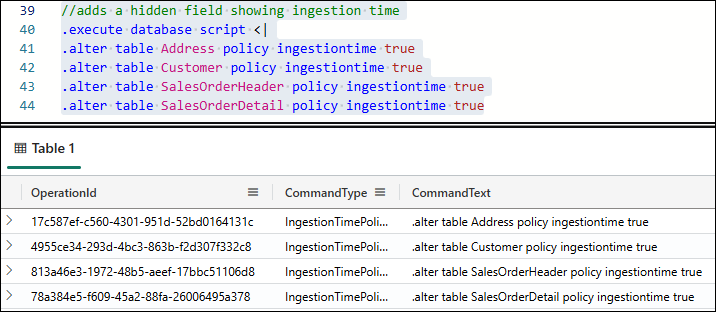 39 //adds a hidden field showing ingestion time
40 .execute database script <|
41 .alter table Address policy ingestiontime true
42 .alter table Customer policy ingestiontime true
43 .alter table SalesOrderHeader policy ingestiontime true
44 .alter table SalesOrderDetail policy ingestiontime true
Table 1
OperationId CommandType CommandText
17c587ef-c560-4301-951d-52bd0164131c IngestionTimePoli... .alter table Address policy ingestiontime true
4955ce34-293d-4bc3-863b-f2d307f332c8 IngestionTimePoli... .alter table Customer policy ingestiontime true
813a46e3-1972-48b5-aeef-17bbc51106d8 IngestionTimePoli... .alter table SalesOrderHeader policy ingestiontime true
78a384e5-f609-45a2-88fa-26006495a378 IngestionTimePoli... .alter table SalesOrderDetail policy ingestiontime true